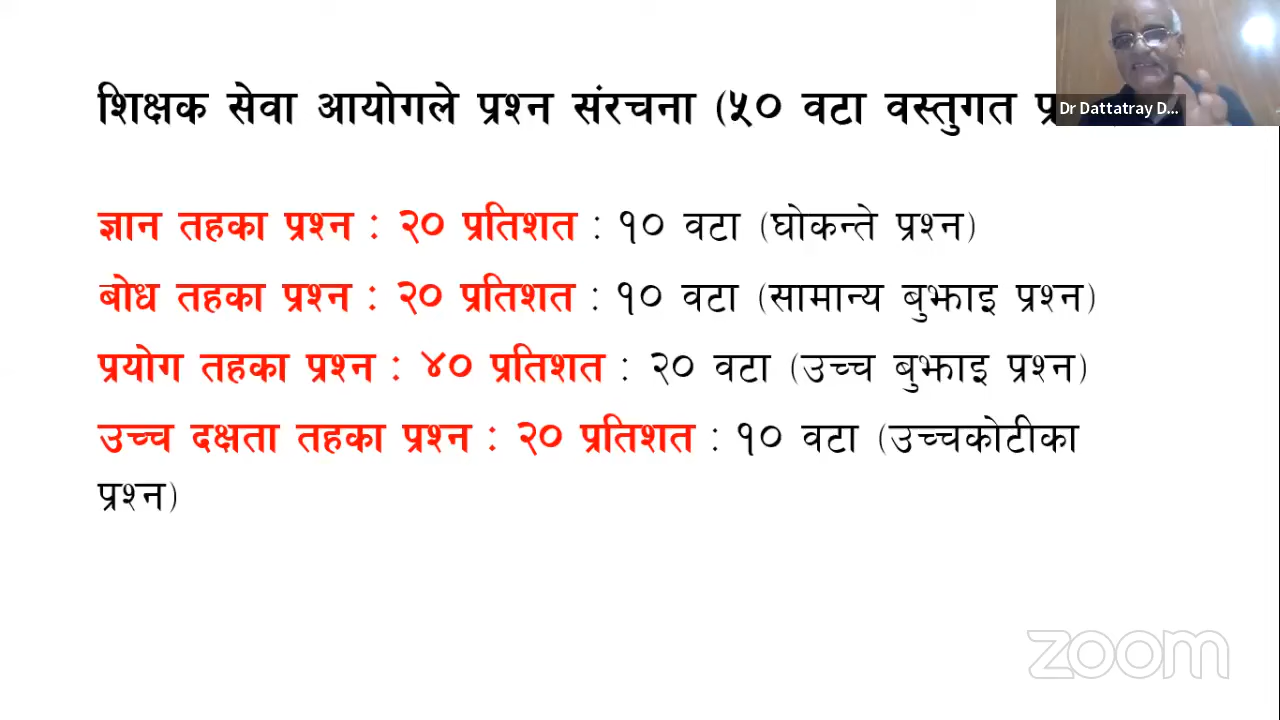 शिक्षक सेवा आयोगले प्रश्न संरचना (५० वटा वस्तुगत
Dr Dattatray D...
ज्ञान तहका प्रश्न : २० प्रतिशत : १० वटा (घोकन्ते प्रश्न)
बोध तहका प्रश्न : २० प्रतिशत : १० वटा (सामान्य बुझाइ प्रश्न)
प्रयोग तहका प्रश्न : ४० प्रतिशत : २० वटा (उच्च बुझाइ प्रश्न)
उच्च दक्षता तहका प्रश्न : २० प्रतिशत : १० वटा (उच्चकोटीका
प्रश्न)
zoom